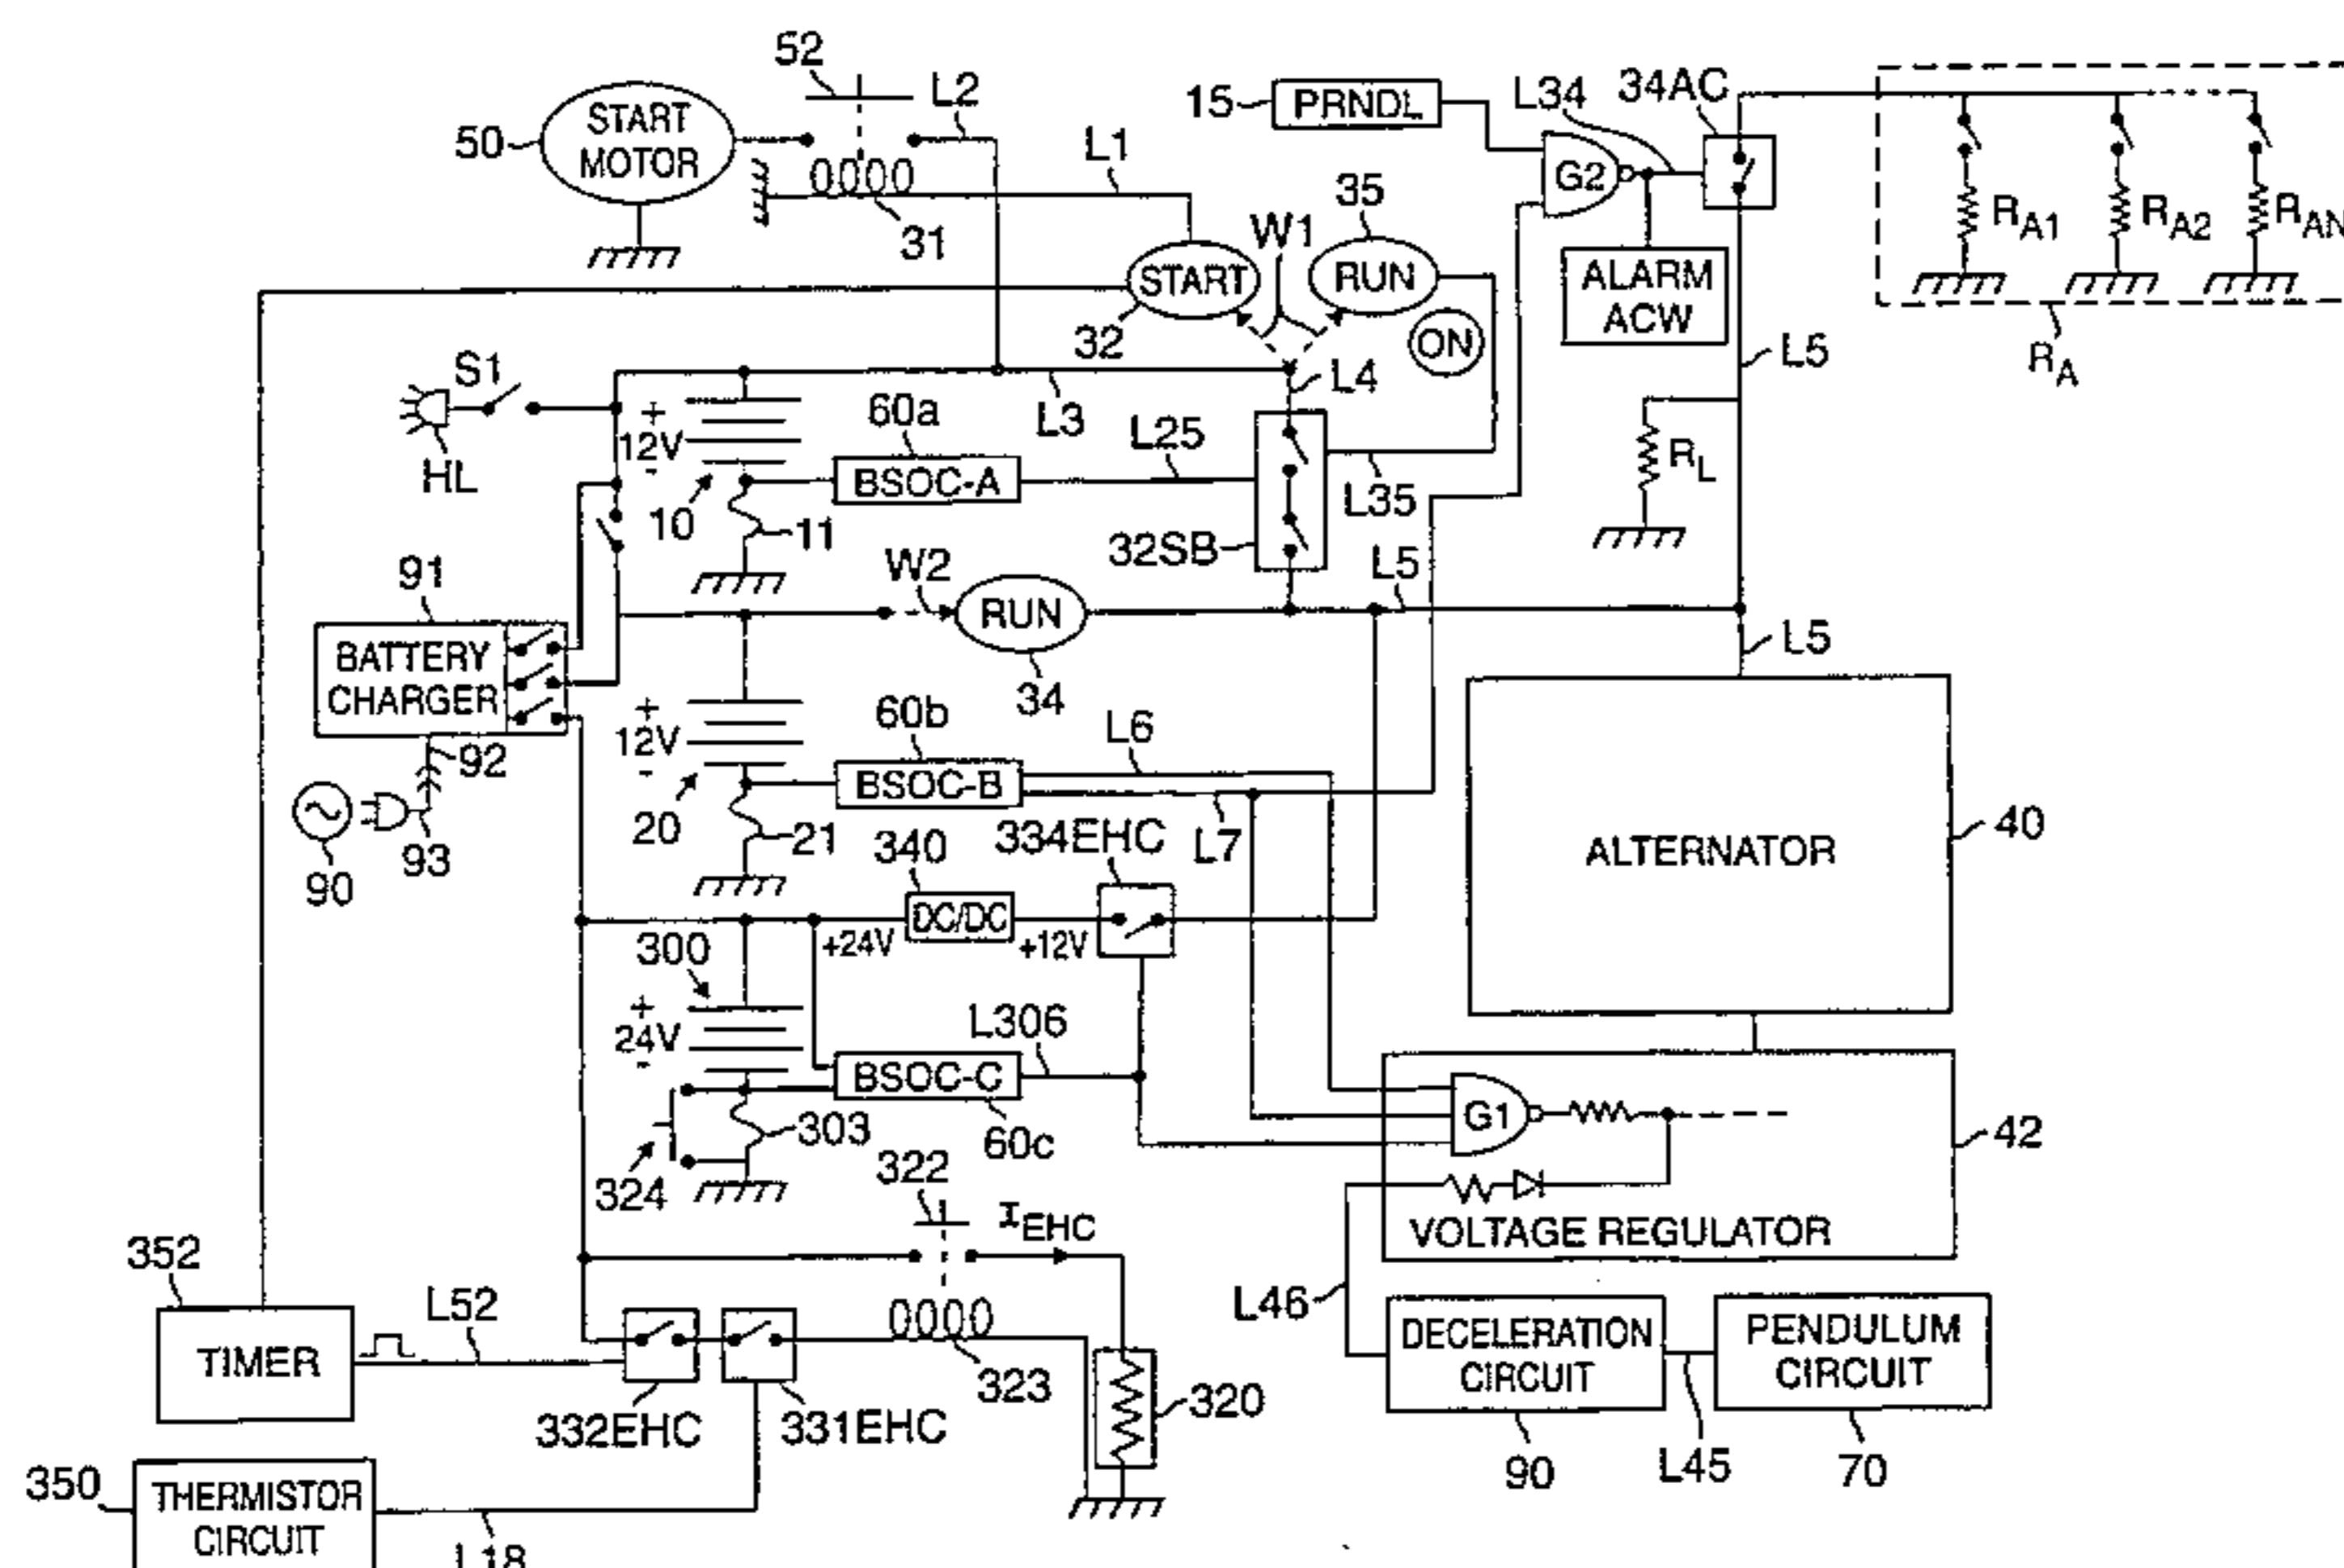 52
L2
50
START
MOTOR
L1
31
15
PRNDL
L34
34AC
G2
35
W1
START
RUN
32
ON
ALARM
ACW
RA1
RA2
RAN
RA
L5
S1
HL
+
12V
-
10
11
60a
BSOC-A
L3
L4
L25
L35
32SB
RL
L5
W2
RUN
34
L5
91
BATTERY
CHARGER
92
93
90
+
12V
-
20
21
60b
BSOC-B
L6
L7
ALTERNATOR
40
340
334EHC
DC/DC
+24V
+12V
300
+
24V
-
L306
BSOC-C
60c
303
324
G1
42
VOLTAGE REGULATOR
322
IEHC
352
TIMER
L52
332EHC
331EHC
323
320
L46
DECELERATION
CIRCUIT
90
L45
PENDULUM
CIRCUIT
70
350
THERMISTOR
CIRCUIT
L18